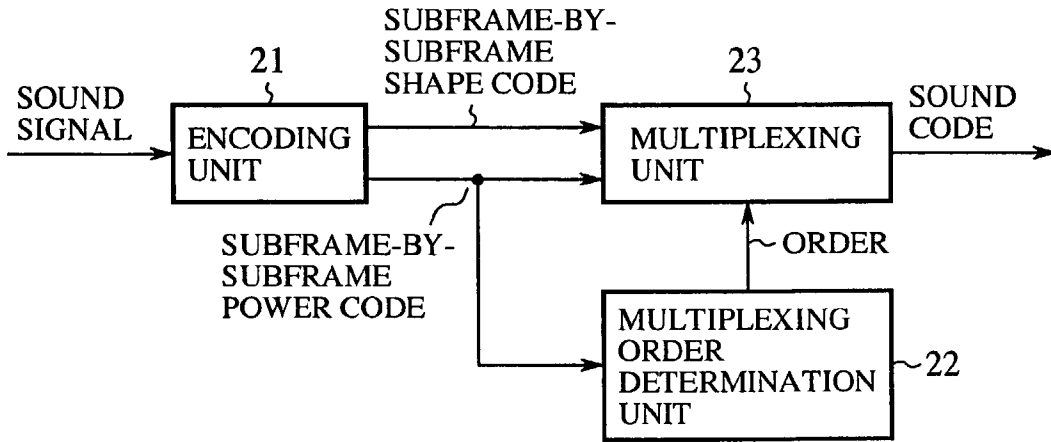 SUBFRAME-BY-
SUBFRAME
SHAPE CODE
21
23
SOUND
SIGNAL
SOUND
CODE
ENCODING
UNIT
MULTIPLEXING
UNIT
SUBFRAME-BY-
SUBFRAME
POWER CODE
ORDER
MULTIPLEXING
ORDER
DETERMINATION
UNIT
22